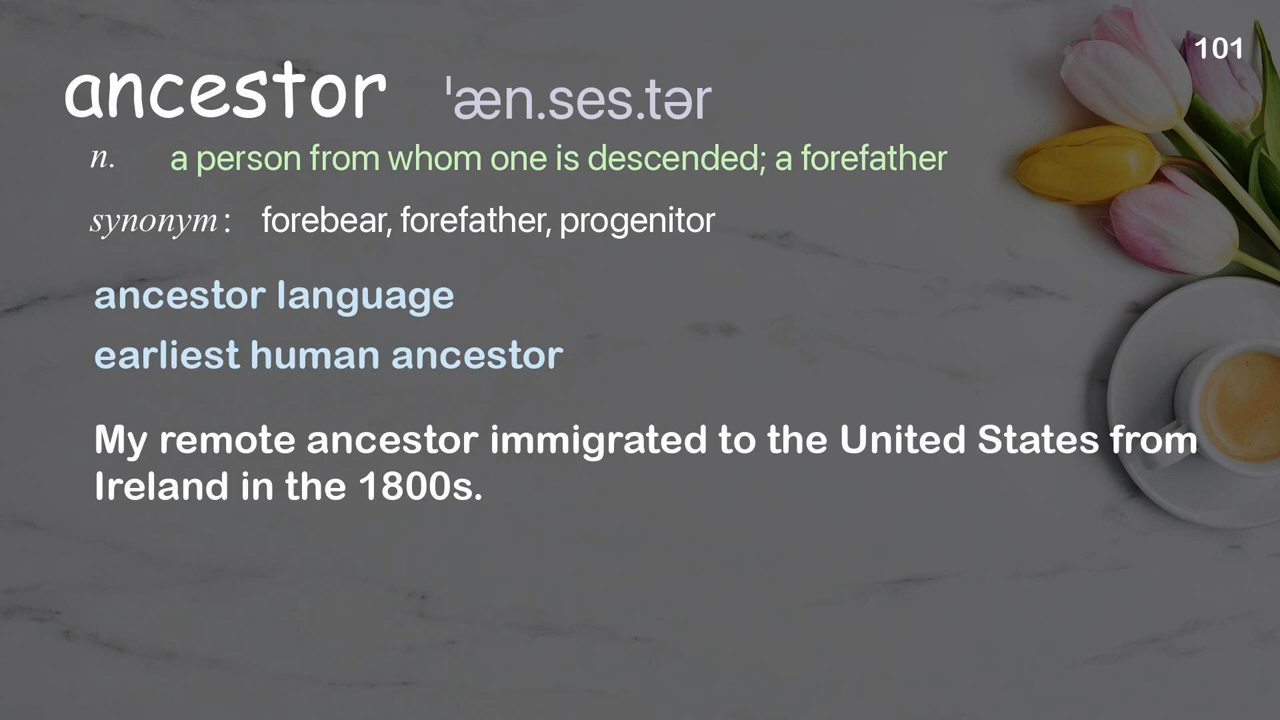 101
ancestor ˈæn.ses.tər
n. a person from whom one is descended; a forefather
synonym : forebear, forefather, progenitor
ancestor language
earliest human ancestor
My remote ancestor immigrated to the United States from
Ireland in the 1800s.